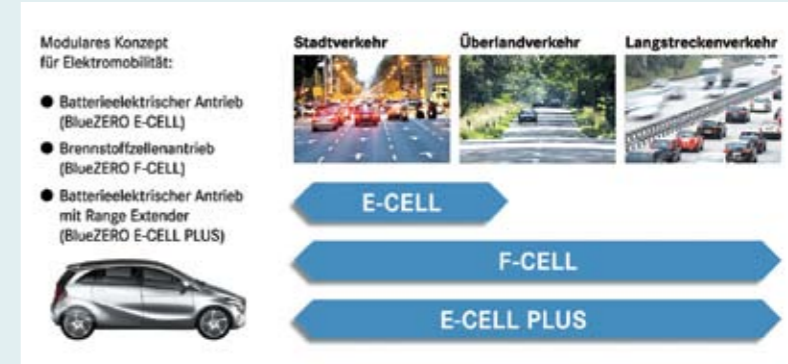 Modulares Konzept
für Elektromobilität:
● Batterieelektrischer Antrieb
(BlueZERO E-CELL)
● Brennstoffzellenantrieb
(BlueZERO F-CELL)
● Batterieelektrischer Antrieb
mit Range Extender
(BlueZERO E-CELL PLUS)
Stadtverkehr
Überlandverkehr
Langstreckenverkehr
E-CELL
F-CELL
E-CELL PLUS